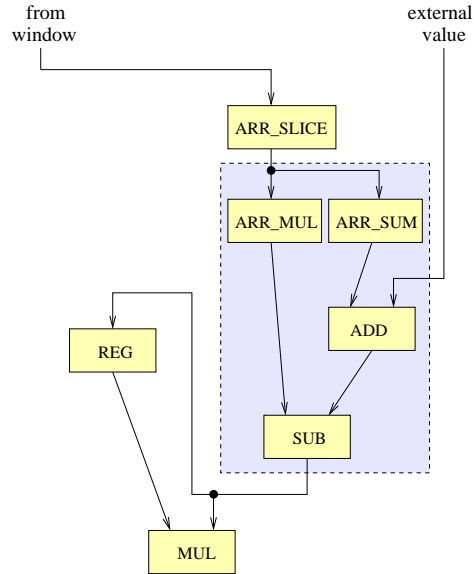 from
window
external
value
ARR_SLICE
ARR_MUL
ARR_SUM
ADD
REG
SUB
MUL